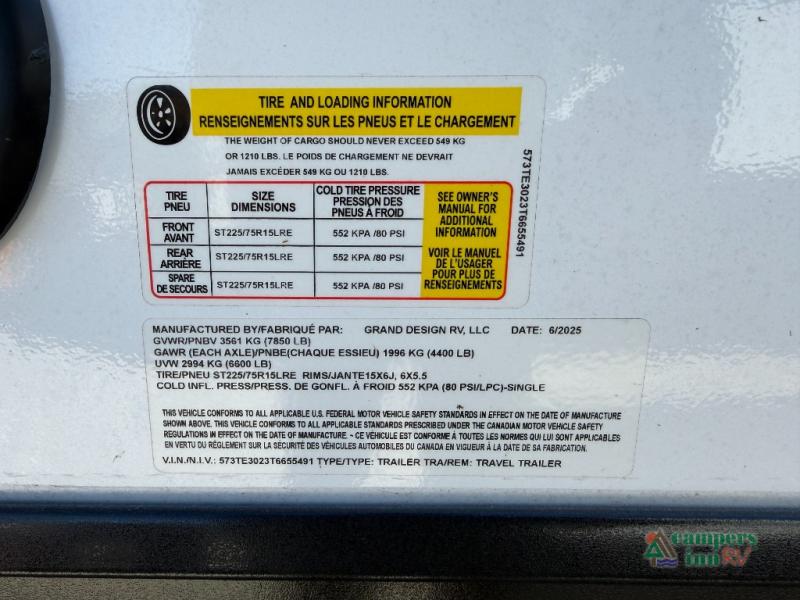 TIRE AND LOADING INFORMATION
RENSEIGNEMENTS SUR LES PNEUS ET LE CHARGEMENT
THE WEIGHT OF CARGO SHOULD NEVER EXCEED 549 KG
OR 1210 LBS. LE POIDS DE CHARGEMENT NE DEVRAIT
JAMAIS EXCÉDER 549 KG OU 1210 LBS.
TIRE
PNEU
SIZE
DIMENSIONS
COLD TIRE PRESSURE
PRESSION DES
PNEUS À FROID
FRONT
AVANT
ST225/75R15LRE
552 KPA /80 PSI
REAR
ARRIÈRE
ST225/75R15LRE
552 KPA /80 PSI
SPARE
DE SECOURS
ST225/75R15LRE
552 KPA /80 PSI
SEE OWNER'S
MANUAL FOR
ADDITIONAL
INFORMATION
VOIR LE MANUEL
DE L'USAGER
POUR PLUS DE
RENSEIGNEMENTS
573TE3023T6655491
MANUFACTURED BY/FABRIQUÉ PAR: GRAND DESIGN RV, LLC DATE: 6/2025
GVWR/PNBV 3561 KG (7850 LB)
GAWR (EACH AXLE)/PNBE(CHAQUE ESSIEU) 1996 KG (4400 LB)
UVW 2994 KG (6600 LB)
TIRE/PNEU ST225/75R15LRE RIMS/JANTE15X6J, 6X5.5
COLD INFL. PRESS/PRESS. DE GONFL. À FROID 552 KPA (80 PSI/LPC)-SINGLE
THIS VEHICLE CONFORMS TO ALL APPLICABLE U.S. FEDERAL MOTOR VEHICLE SAFETY STANDARDS IN EFFECT ON THE DATE OF MANUFACTURE
SHOWN ABOVE. THIS VEHICLE CONFORMS TO ALL APPLICABLE STANDARDS PRESCRIBED UNDER THE CANADIAN MOTOR VEHICLE SAFETY
REGULATIONS IN EFFECT ON THE DATE OF MANUFACTURE. - CE VÉHICULE EST CONFORME À TOUTES LES NORMES QUI LUI SONT APPLICABLES
EN VERTU DU RÉGLEMENT SUR LA SÉCURITÉ DES VÉHICULES AUTOMOBILES DU CANADA EN VIGUEUR À LA DATE DE SA FABRICATION.
V.I.N./N.I.V.: 573TE3023T6655491 TYPE/TYPE: TRAILER TRA/REM: TRAVEL TRAILER
campers
inn RV